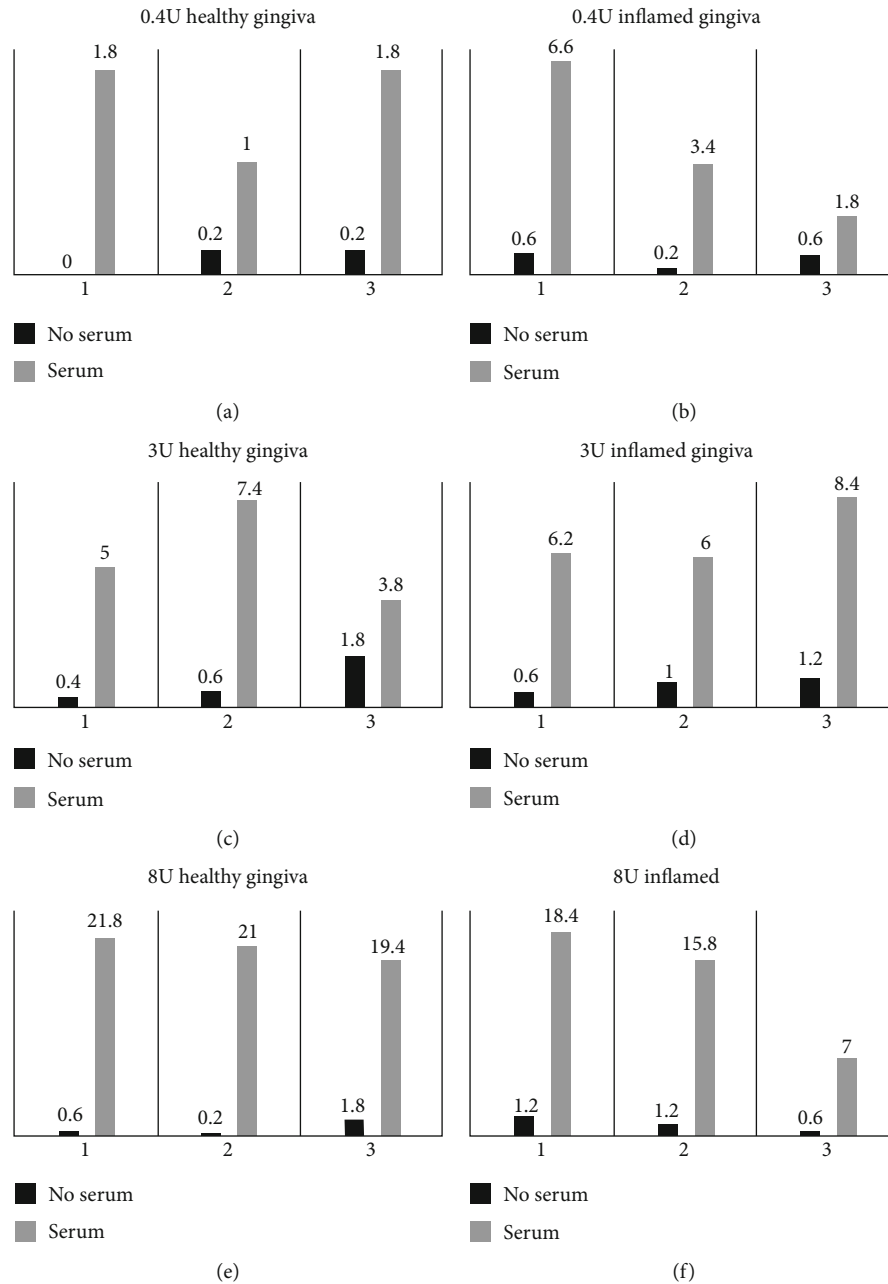 0.4U healthy gingiva
1.8
1.8
1
0.2
0.2
0
1
2
3
No serum
Serum
(a)
0.4U inflamed gingiva
6.6
3.4
1.8
0.6
0.2
0.6
1
2
3
No serum
Serum
(b)
3U healthy gingiva
7.4
5
3.8
1.8
0.4
0.6
1
2
3
No serum
Serum
(c)
3U inflamed gingiva
8.4
6.2
6
0.6
1
1.2
1
2
3
No serum
Serum
(d)
8U healthy gingiva
21.8
21
19.4
0.6
0.2
1.8
1
2
3
No serum
Serum
(e)
8U inflamed
18.4
15.8
7
1.2
1.2
0.6
1
2
3
No serum
Serum
(f)